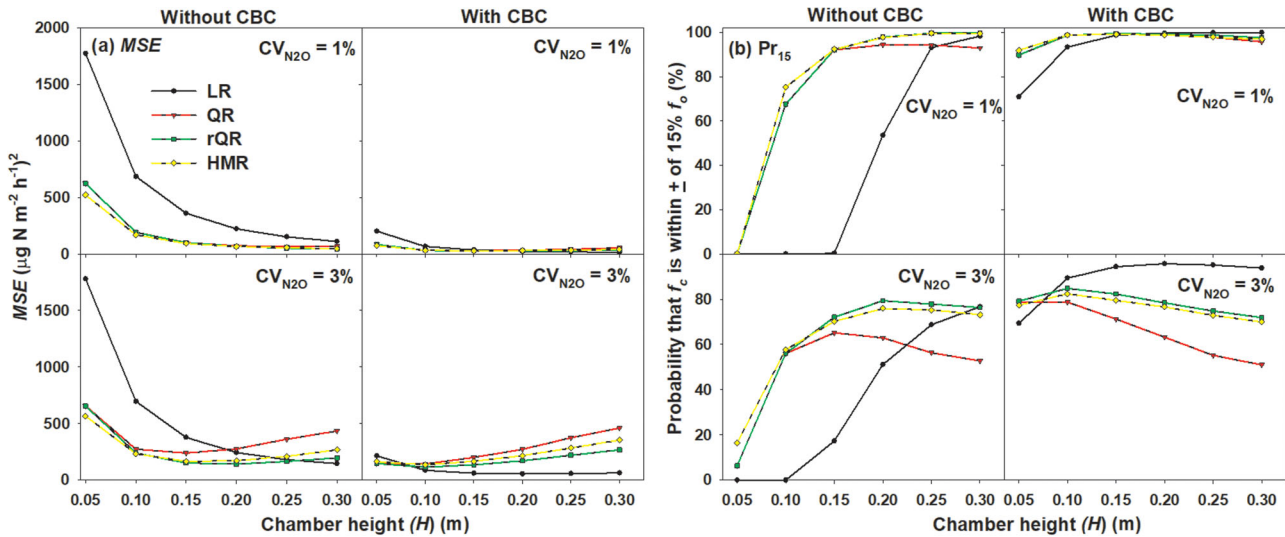 Without CBC
With CBC
(a) MSE
CV_N2O = 1%
CV_N2O = 1%
LR
QR
rQR
HMR
CV_N2O = 3%
CV_N2O = 3%
2000
1500
1000
500
0
1500
1000
500
0
MSE (µg N m⁻² h⁻¹)²
0.05 0.10 0.15 0.20 0.25 0.30
0.05 0.10 0.15 0.20 0.25 0.30
Chamber height (H) (m)
Without CBC
With CBC
(b) Pr₁₅
CV_N2O = 1%
CV_N2O = 1%
CV_N2O = 3%
CV_N2O = 3%
100
80
60
40
20
0
80
60
40
20
0
Probability that f_c is within ± of 15% f_o (%)
0.05 0.10 0.15 0.20 0.25 0.30
0.05 0.10 0.15 0.20 0.25 0.30
Chamber height (H) (m)